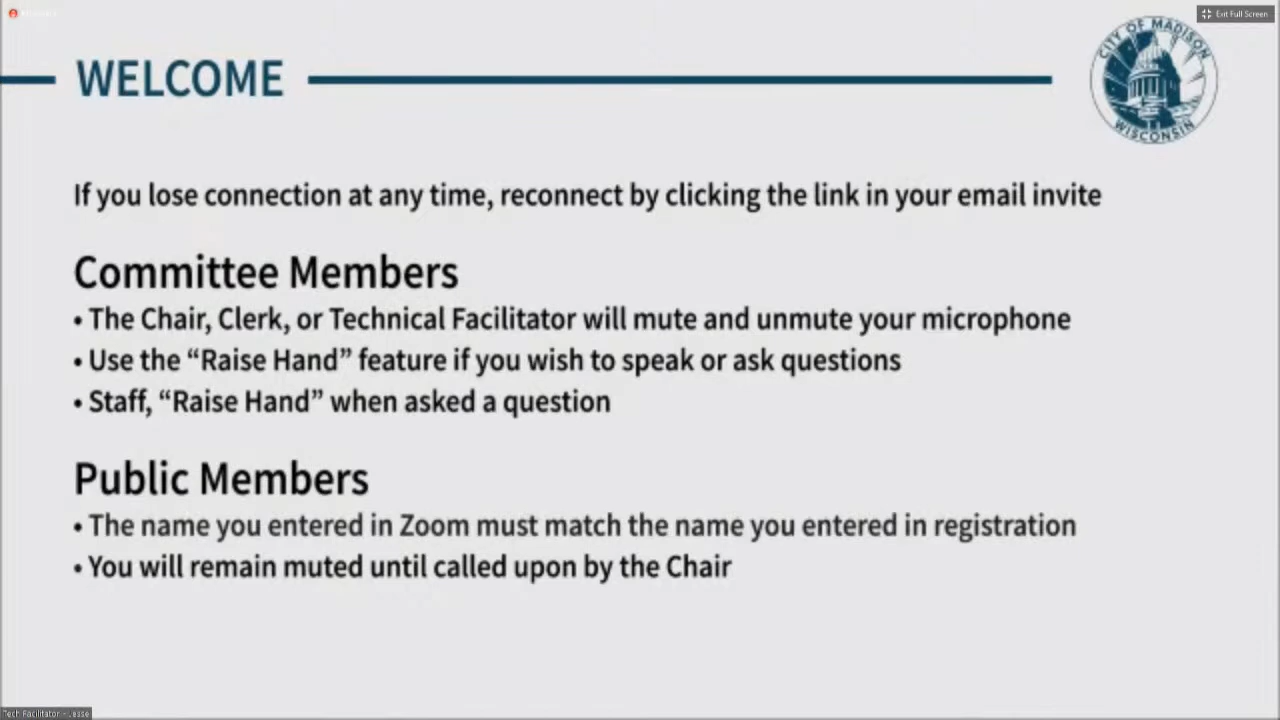 Exit Full Screen
CITY OF MADISON
WISCONSIN
WELCOME
If you lose connection at any time, reconnect by clicking the link in your email invite
Committee Members
• The Chair, Clerk, or Technical Facilitator will mute and unmute your microphone
• Use the “Raise Hand” feature if you wish to speak or ask questions
• Staff, “Raise Hand” when asked a question
Public Members
• The name you entered in Zoom must match the name you entered in registration
• You will remain muted until called upon by the Chair
Tech Facilitator - Jesse